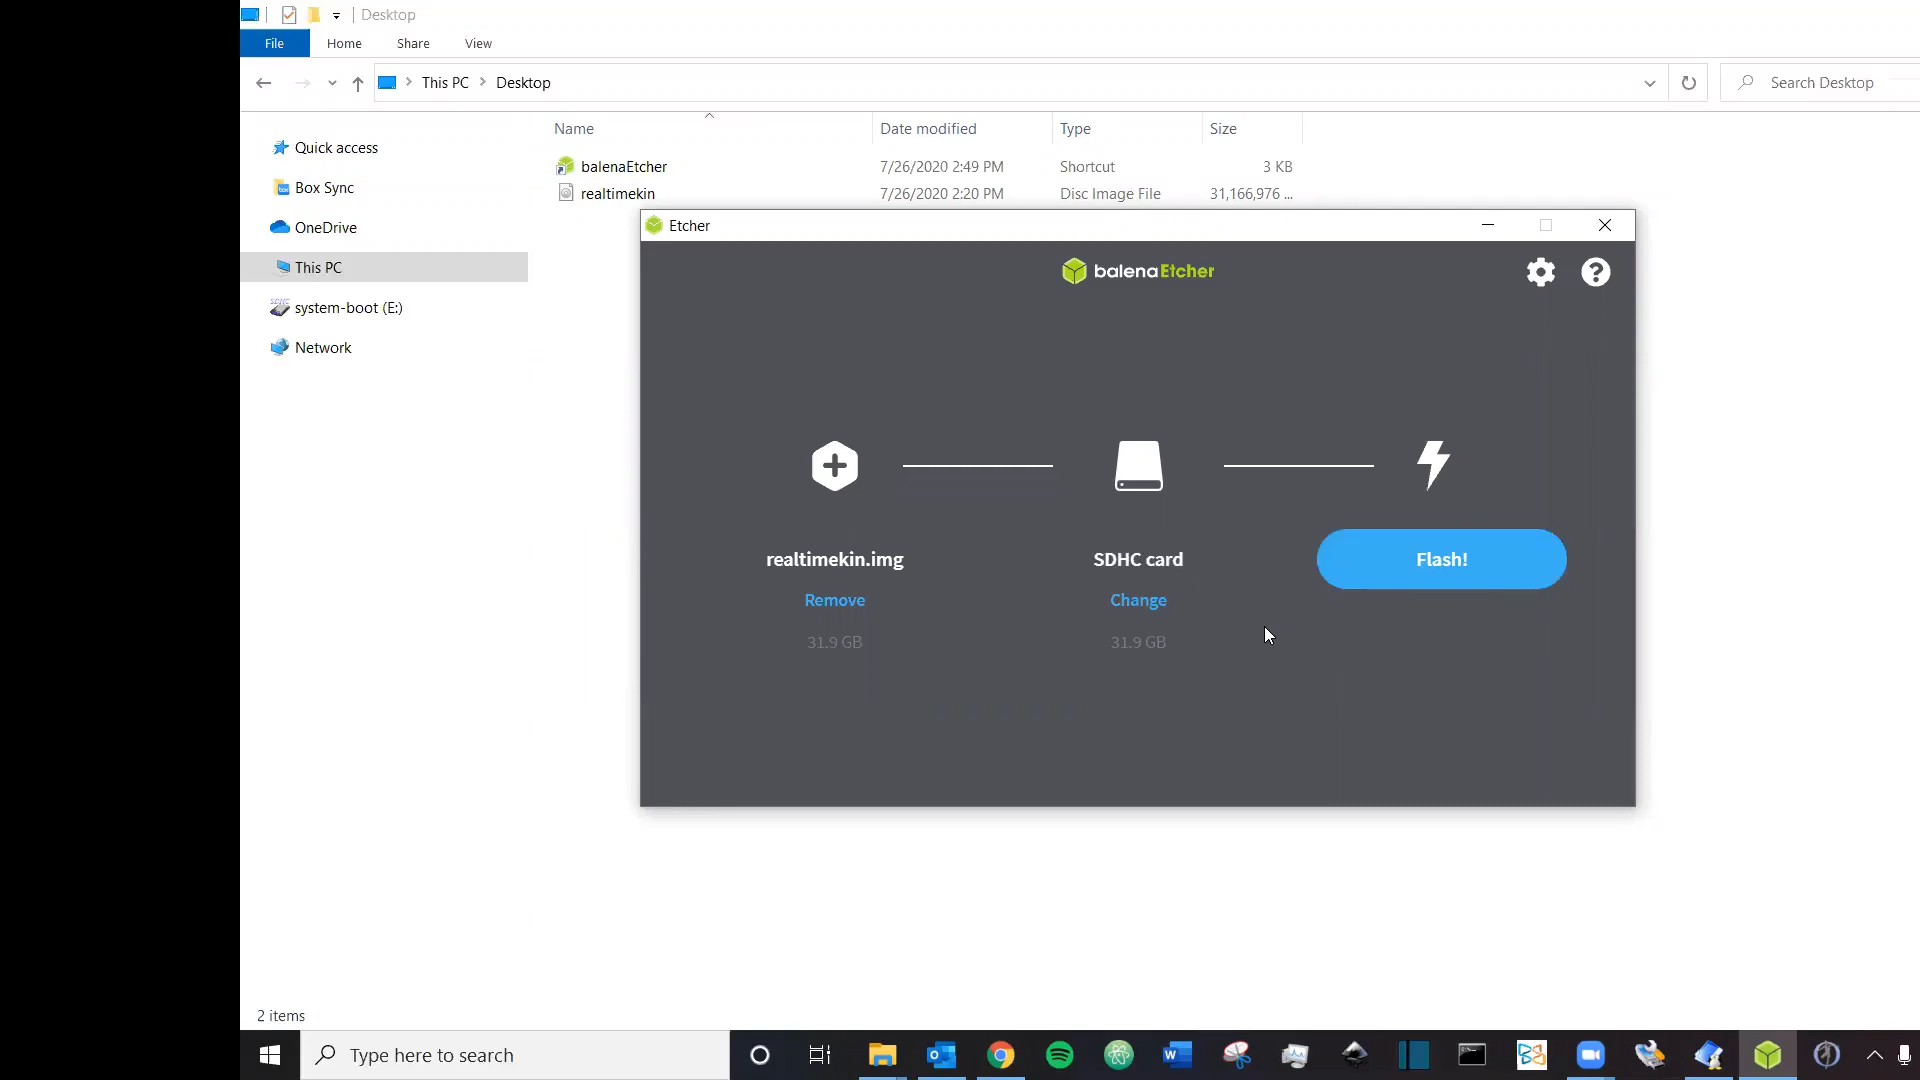 Desktop
File Home Share View
This PC Desktop Search Desktop
Name Date modified Type Size
balenaEtcher 7/26/2020 2:49 PM Shortcut 3 KB
realtimekin 7/26/2020 2:20 PM Disc Image File 31,166,976 ...
Quick access
Box Sync
OneDrive
This PC
system-boot (E:)
Network
Etcher
balenaEtcher
realtimekin.img SDHC card Flash!
Remove Change
31.9 GB 31.9 GB
2 items
Type here to search